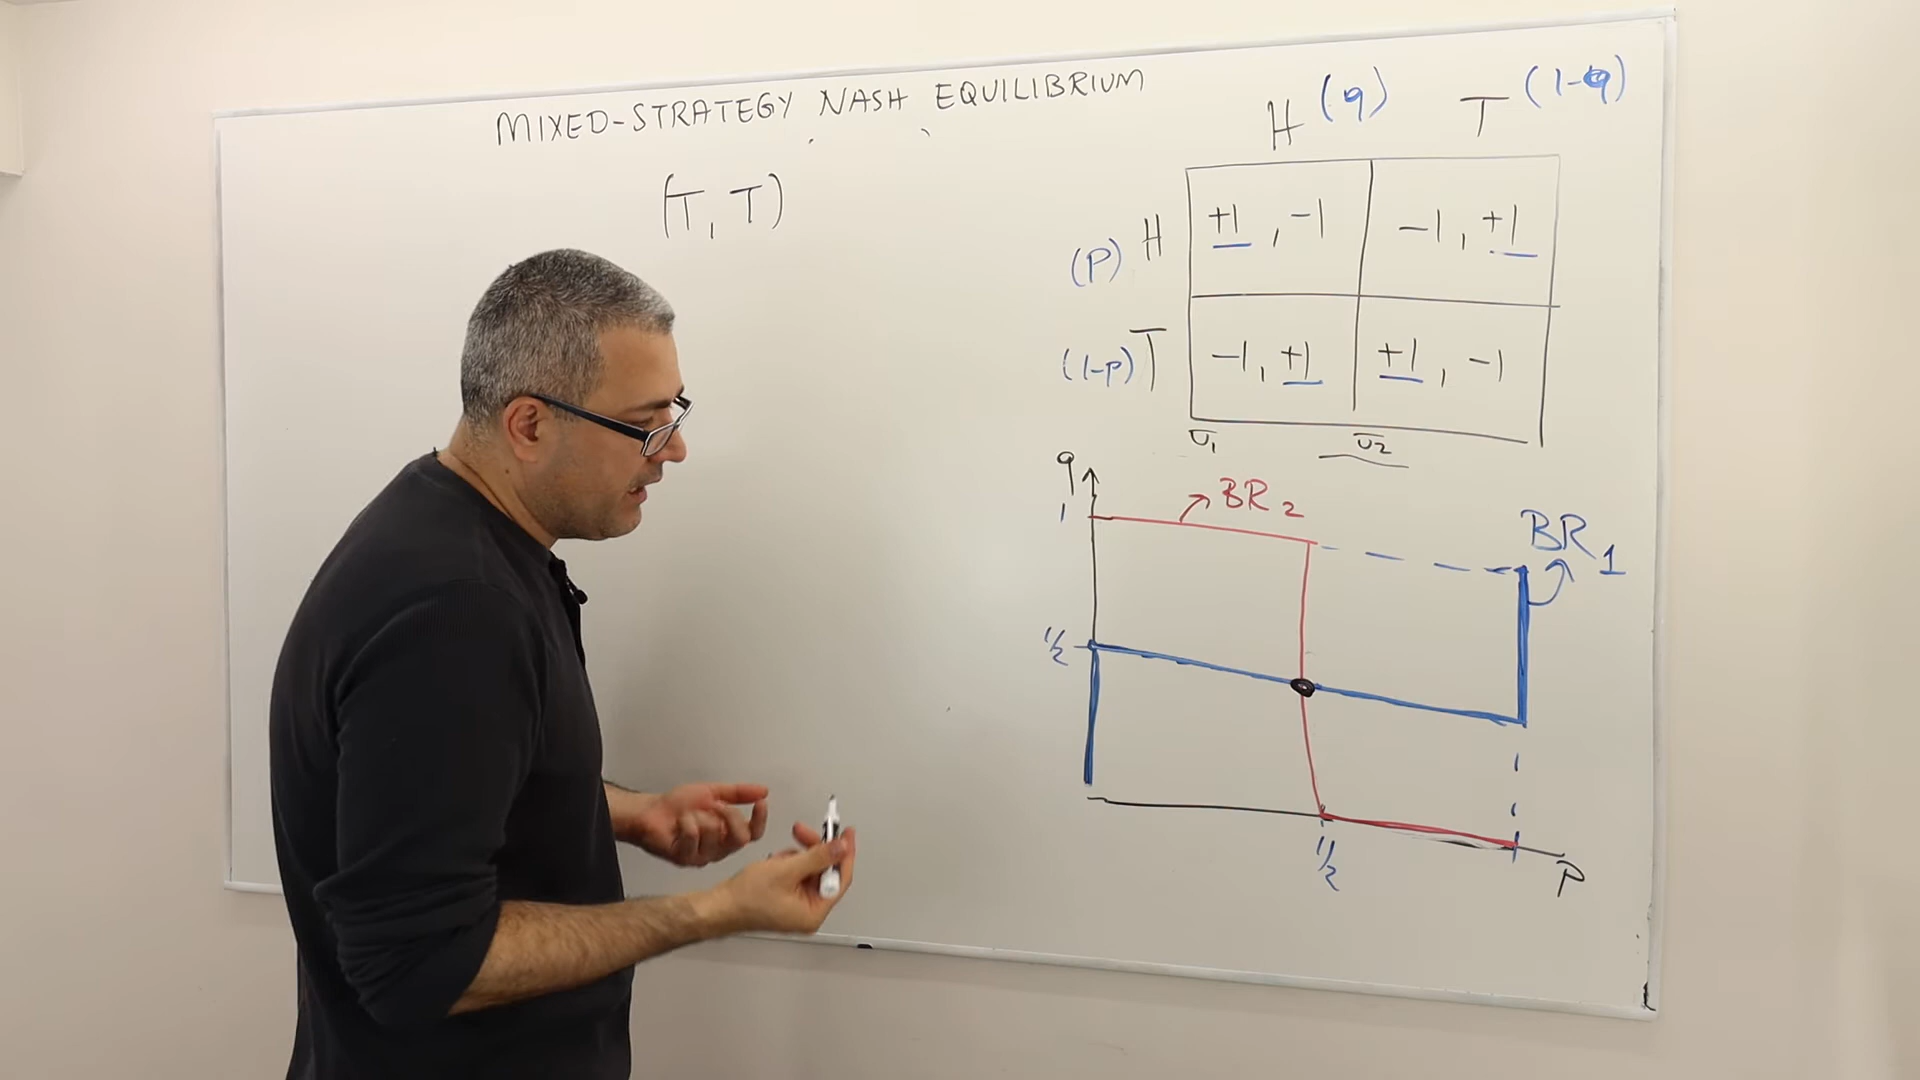 MIXED-STRATEGY NASH EQUILIBRIUM
(T, T)
H (q) T (1-q)
(P) H +1, -1 -1, +1
(1-P) T -1, +1 +1, -1
U1 U2
q
1
BR2
BR1
1/2
1/2
P